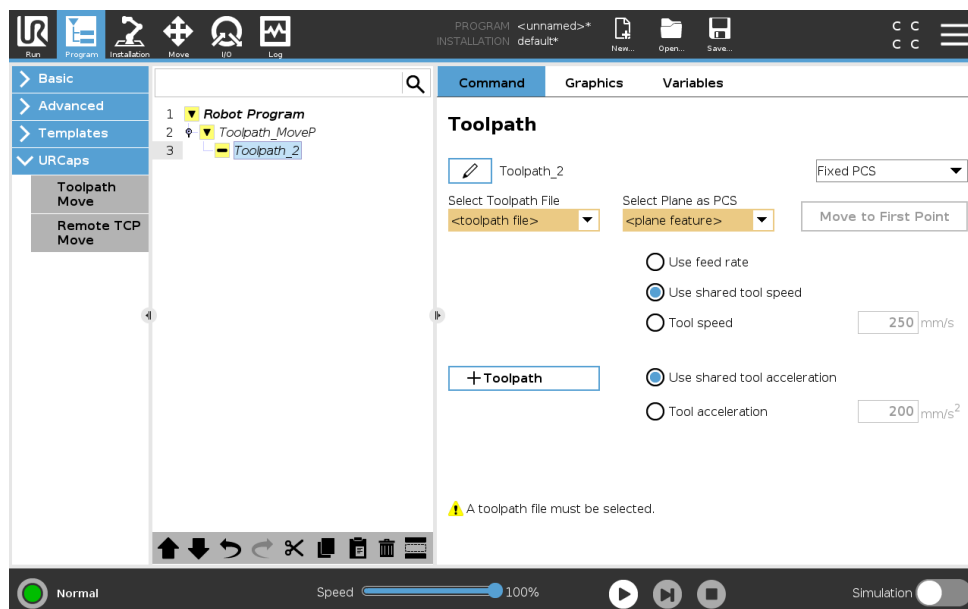 UR
PROGRAM <unnamed>*
INSTALLATION default*
C C
C C
Run Program Installation Move I/O Log New... Open... Save...
Basic
Advanced
Templates
URCaps
Toolpath
Move
Remote TCP
Move
1 Robot Program
2 Toolpath_MoveP
3 Toolpath_2
Command Graphics Variables
Toolpath
Toolpath_2 Fixed PCS
Select Toolpath File Select Plane as PCS
<toolpath file> <plane feature> Move to First Point
Use feed rate
Use shared tool speed
Tool speed 250 mm/s
+Toolpath Use shared tool acceleration
Tool acceleration 200 mm/s2
A toolpath file must be selected.
Normal Speed 100% Simulation